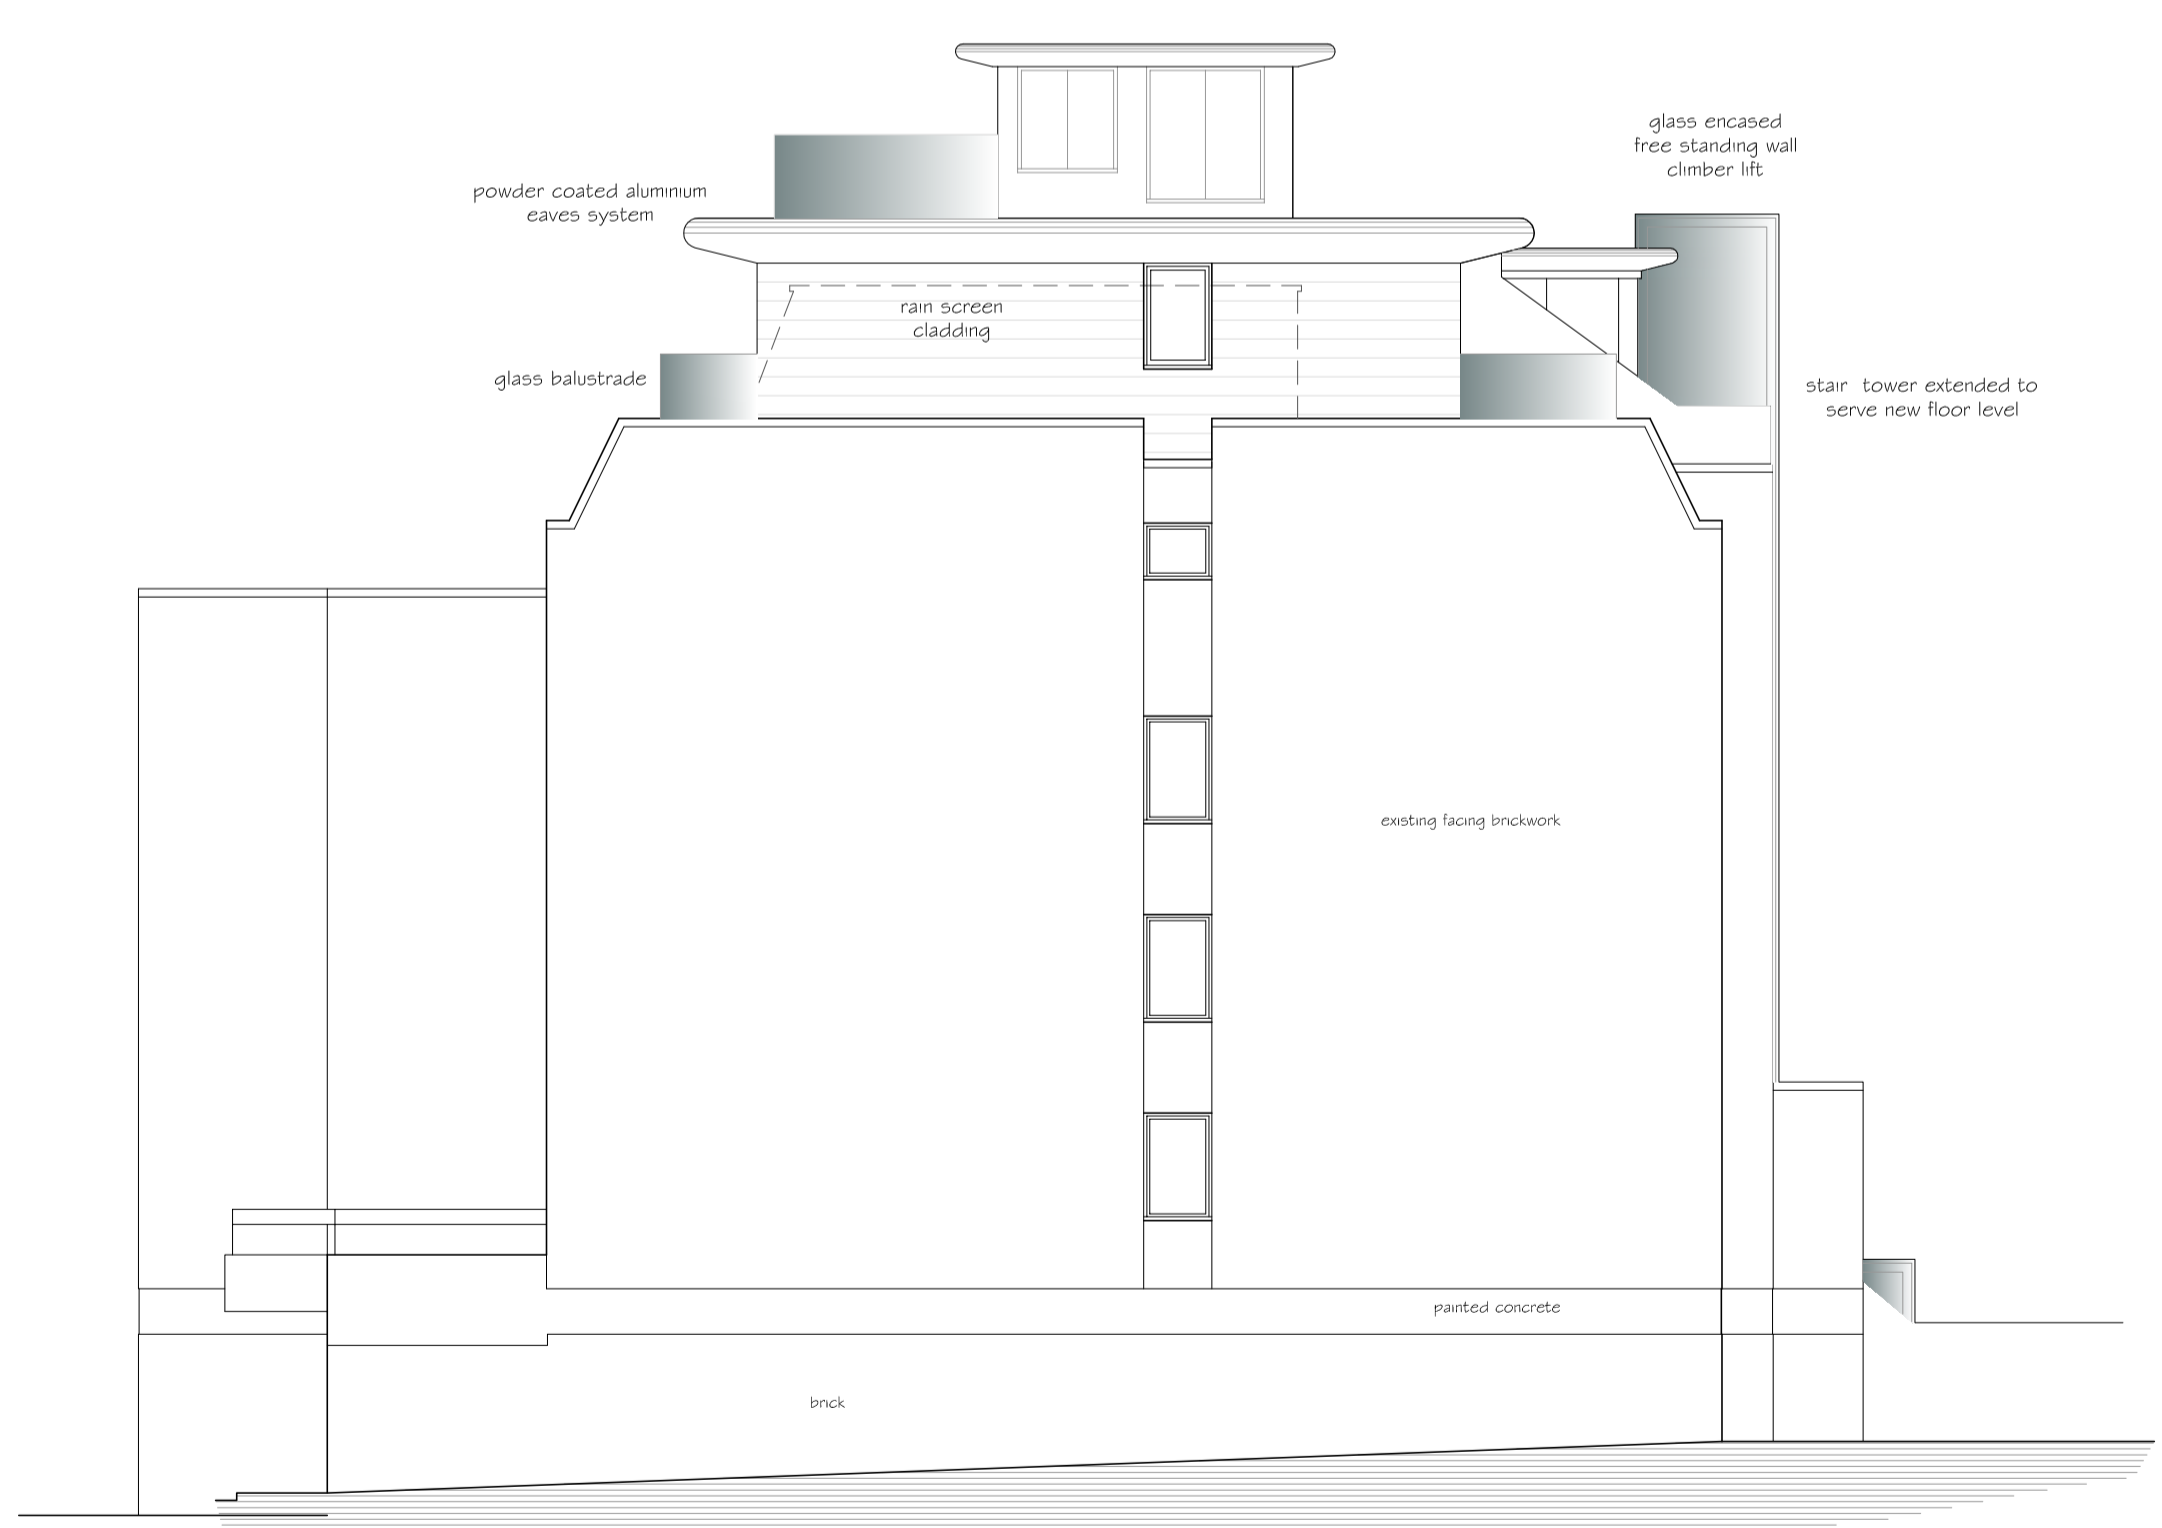 glass encased
free standing wall
climber lift
powder coated aluminium
eaves system
rain screen
cladding
glass balustrade
stair tower extended to
serve new floor level
existing facing brickwork
painted concrete
brick